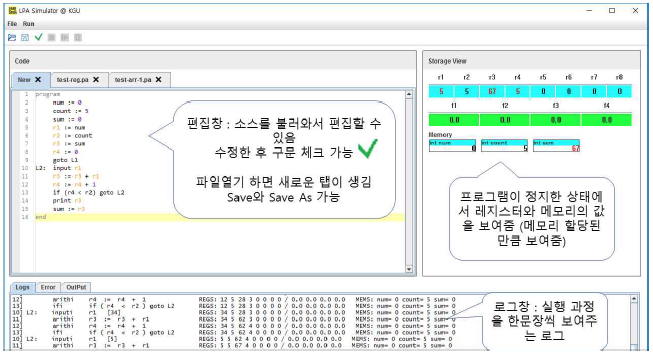 LPA Simulator @ KGU
File Run
Code
New
test-reg.pa
test-arr-1.pa
1 program
2 num := 0
3 count := 5
4 sum := 0
5 r1 := num
6 r2 := count
7 r3 := sum
8 r4 := 0
9 goto L1
10 L2: input r1
11 r3 := r3 + r1
12 r4 := r4 + 1
13 if (r4 < r2) goto L2
14 print r3
15 sum := r3
16 end
편집창 : 소스를 불러와서 편집할 수
있음
수정한 후 구문 체크 가능
파일열기 하면 새로운 탭이 생김
Save와 Save As 가능
Storage View
r1 r2 r3 r4 r5 r6 r7 r8
5 5 67 5 0 0 0 0
f1 f2 f3 f4
0.0 0.0 0.0 0.0
Memory
int num int count int sum
0 5 67
프로그램이 정지한 상태에
서 레지스터와 메모리의 값
을 보여줌 (메모리 할당된
만큼 보여줌)
Logs Error OutPut
12] arithi r4 := r4 + 1 REGS: 12 5 28 3 0 0 0 0 / 0.0 0.0 0.0 0.0 MEMS: num= 0 count= 5 sum= 0
13] ifi if ( r4 < r2 ) goto L2 REGS: 12 5 28 3 0 0 0 0 / 0.0 0.0 0.0 0.0 MEMS: num= 0 count= 5 sum= 0
10] L2: inputi r1 [34] REGS: 34 5 28 3 0 0 0 0 / 0.0 0.0 0.0 0.0 MEMS: num= 0 count= 5 sum= 0
11] arithi r3 := r3 + r1 REGS: 34 5 62 3 0 0 0 0 / 0.0 0.0 0.0 0.0 MEMS: num= 0 count= 5 sum= 0
12] arithi r4 := r4 + 1 REGS: 34 5 62 4 0 0 0 0 / 0.0 0.0 0.0 0.0 MEMS: num= 0 count= 5 sum= 0
13] ifi if ( r4 < r2 ) goto L2 REGS: 34 5 62 4 0 0 0 0 / 0.0 0.0 0.0 0.0 MEMS: num= 0 count= 5 sum= 0
10] L2: inputi r1 [5] REGS: 5 5 62 4 0 0 0 0 / 0.0 0.0 0.0 0.0 MEMS: num= 0 count= 5 sum= 0
11] arithi r3 := r3 + r1 REGS: 5 5 67 4 0 0 0 0 / 0.0 0.0 0.0 0.0 MEMS: num= 0 count= 5 sum= 0
로그창 : 실행 과정
을 한문장씩 보여주
는 로그